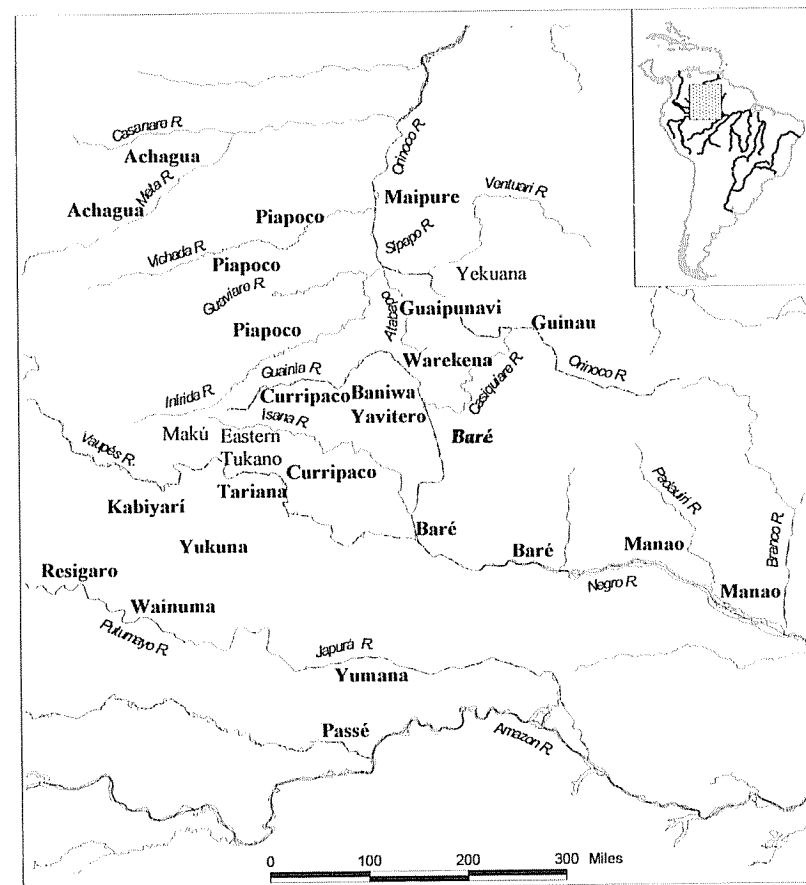 Casanare R.
Achagua
Meta R.
Achagua
Orinoco R.
Maipure
Ventuari R.
Piapoco
Sipapo R.
Vichada R.
Piapoco
Yekuana
Guaviare R.
Atabapo
Guaipunavi
Guinau
Piapoco
Warekena
Casiquiare R.
Orinoco R.
Guainia R.
Inírida R.
Curripaco
Baniwa
Yavitero
Isana R.
Makú
Eastern
Tukano
Baré
Vaupés R.
Curripaco
Tariana
Kabiyarí
Padauiri R.
Branco R.
Baré
Baré
Manao
Yukuna
Negro R.
Manao
Resigaro
Wainuma
Putumayo R.
Japurá R.
Yumana
Passé
Amazon R.
0 100 200 300 Miles